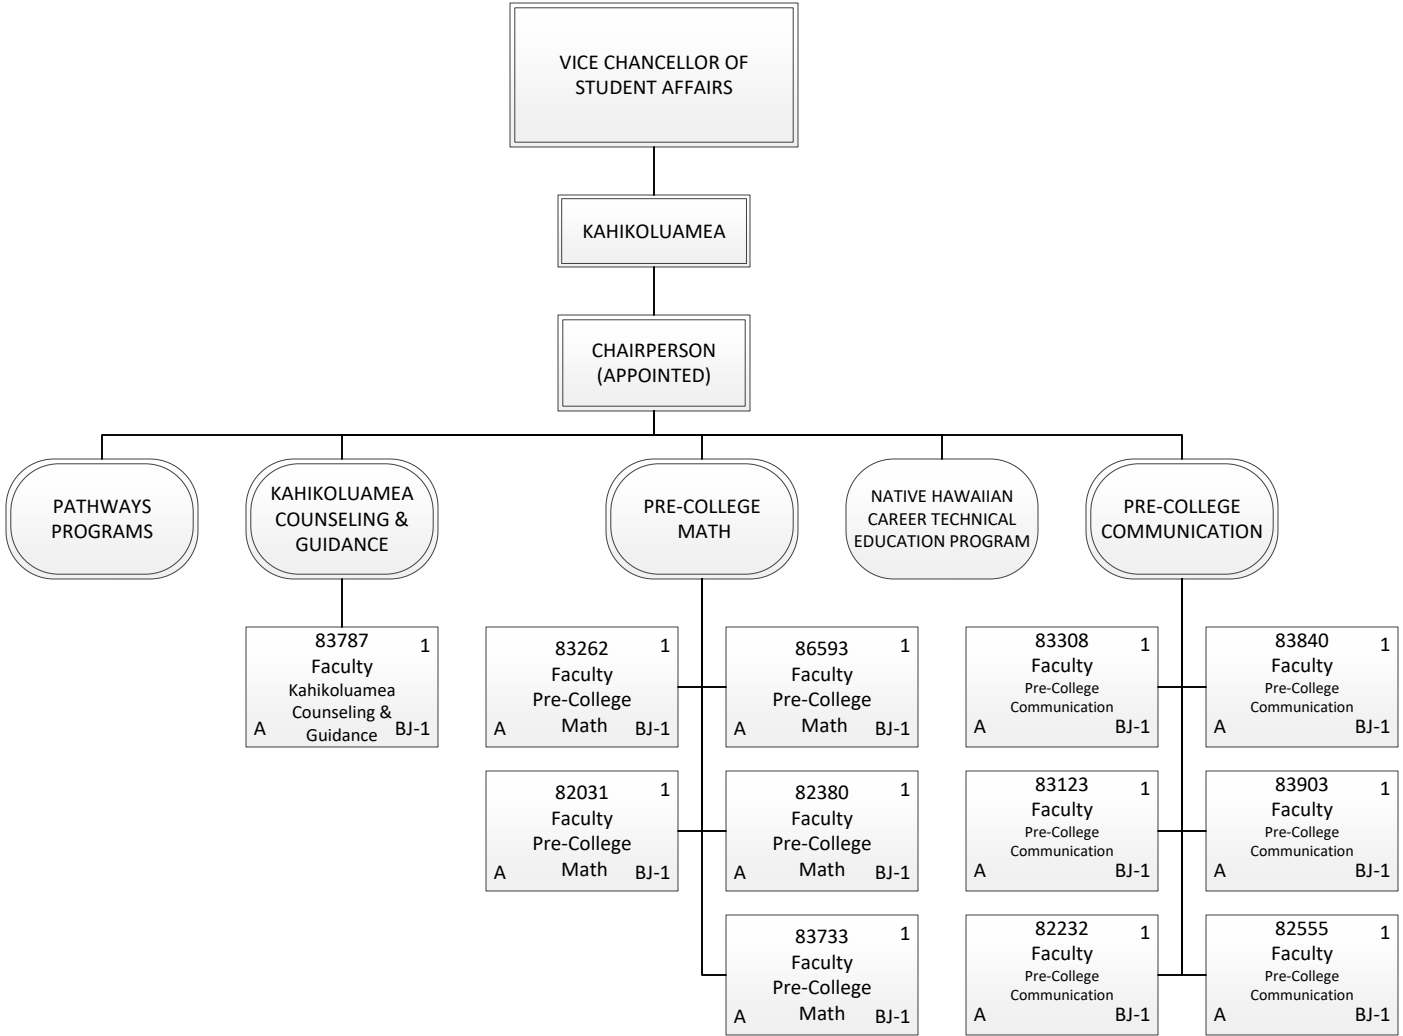 VICE CHANCELLOR OF
STUDENT AFFAIRS
KAHIKOLUAMEA
CHAIRPERSON
(APPOINTED)
PATHWAYS
PROGRAMS
KAHIKOLUAMEA
COUNSELING &
GUIDANCE
PRE-COLLEGE
MATH
NATIVE HAWAIIAN
CAREER TECHNICAL
EDUCATION PROGRAM
PRE-COLLEGE
COMMUNICATION
83787 1
Faculty
Kahikoluamea
Counseling &
A Guidance BJ-1
83262 1
Faculty
Pre-College
A Math BJ-1
86593 1
Faculty
Pre-College
A Math BJ-1
83308 1
Faculty
Pre-College
Communication
A BJ-1
83840 1
Faculty
Pre-College
Communication
A BJ-1
82031 1
Faculty
Pre-College
A Math BJ-1
82380 1
Faculty
Pre-College
A Math BJ-1
83123 1
Faculty
Pre-College
Communication
A BJ-1
83903 1
Faculty
Pre-College
Communication
A BJ-1
83733 1
Faculty
Pre-College
A Math BJ-1
82232 1
Faculty
Pre-College
Communication
A BJ-1
82555 1
Faculty
Pre-College
Communication
A BJ-1